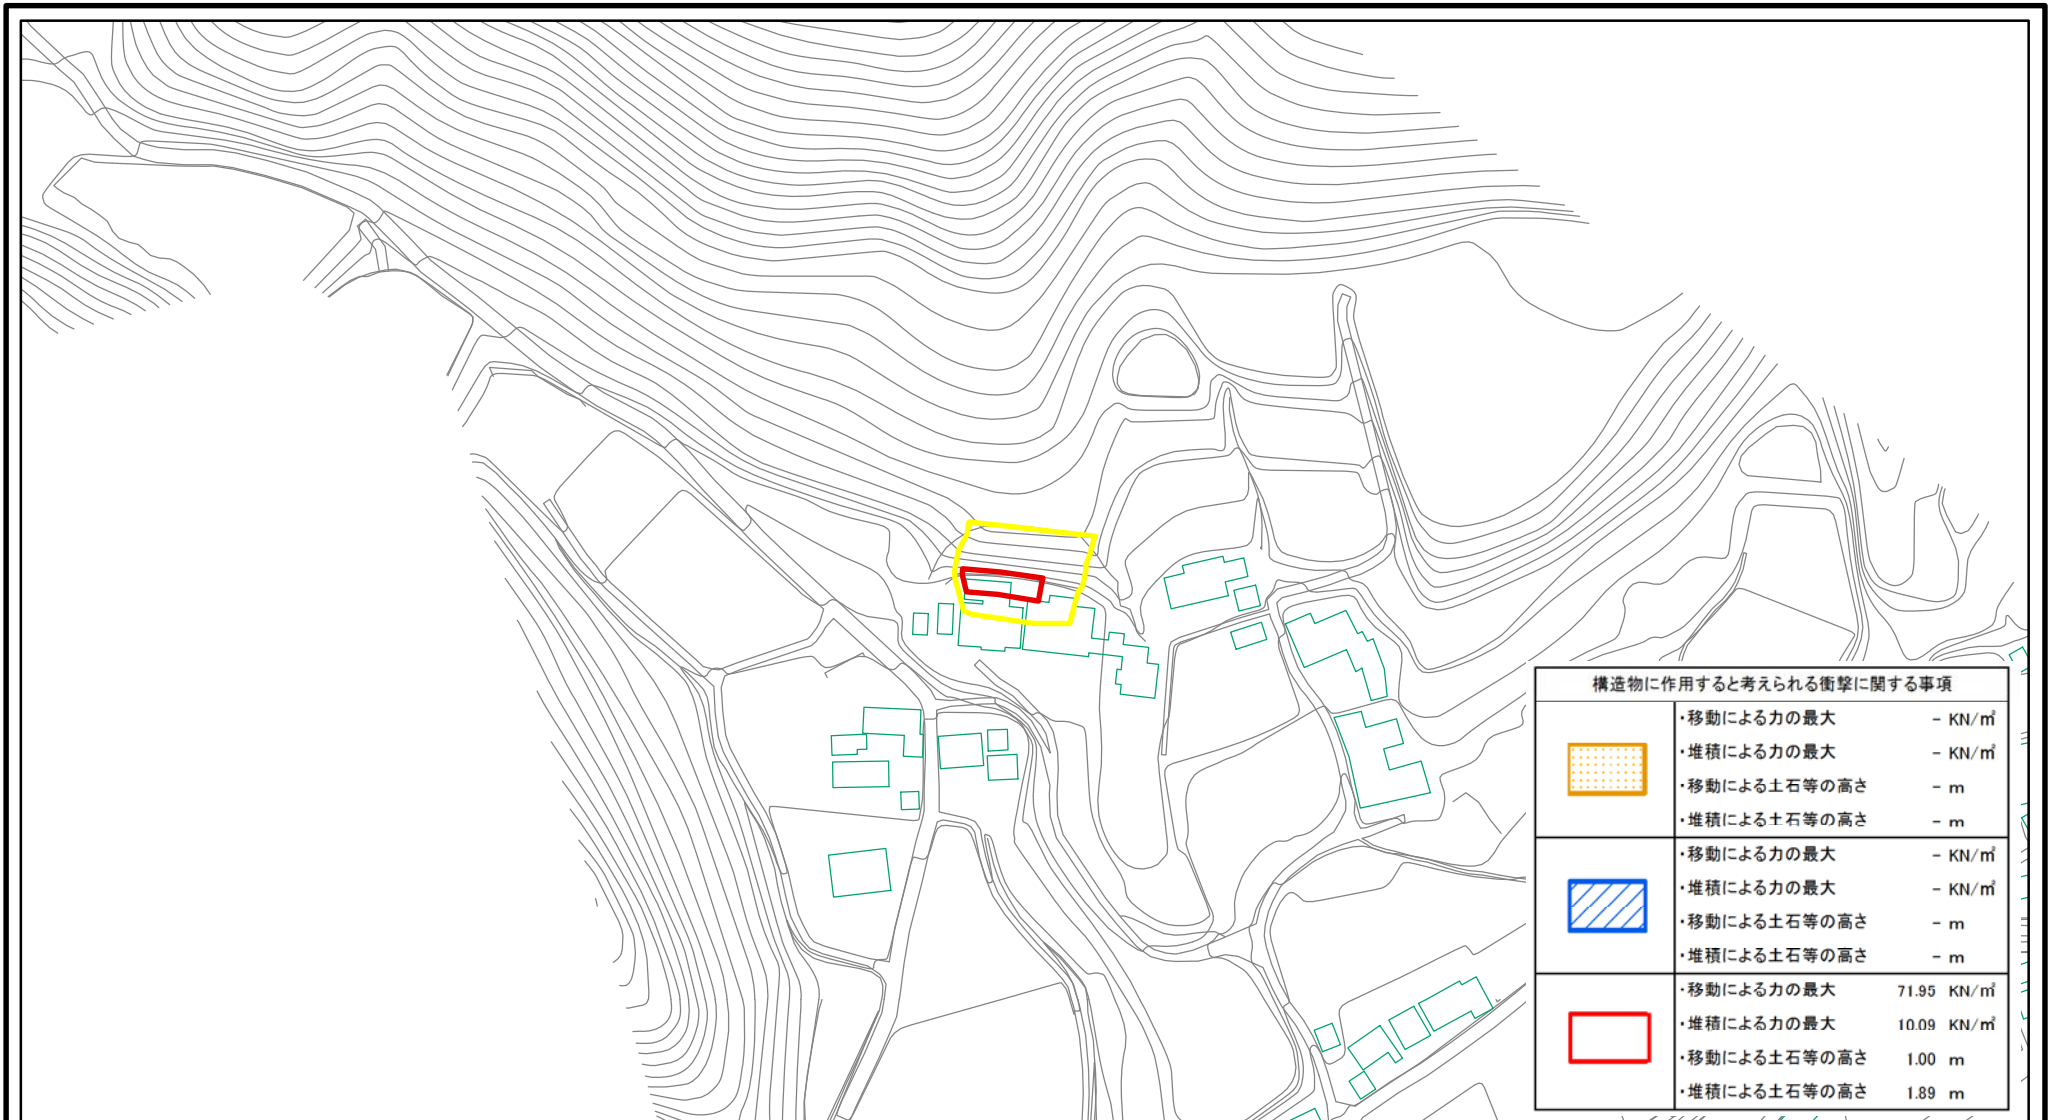 構造物に作用すると考えられる衝撃に関する事項
・移動による力の最大 - KN/㎡
・堆積による力の最大 - KN/㎡
・移動による土石等の高さ - m
・堆積による土石等の高さ - m
・移動による力の最大 - KN/㎡
・堆積による力の最大 - KN/㎡
・移動による土石等の高さ - m
・堆積による土石等の高さ - m
・移動による力の最大 71.95 KN/㎡
・堆積による力の最大 10.09 KN/㎡
・移動による土石等の高さ 1.00 m
・堆積による土石等の高さ 1.89 m